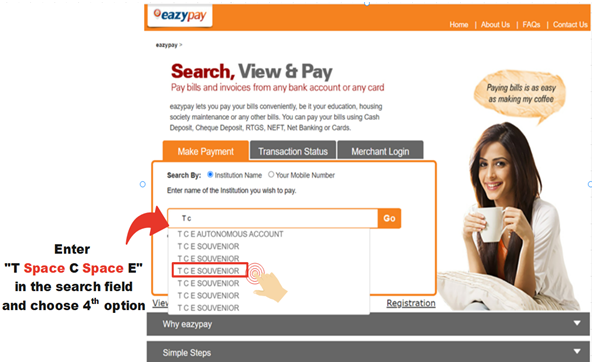 eazypay
Home | About Us | FAQs | Contact Us
eazypay >
Search, View & Pay
Pay bills and invoices from any bank account or any card
eazypay lets you pay your bills conveniently, be it your education, housing
society maintenance or any other bills. You can pay your bills using Cash
Deposit, Cheque Deposit, RTGS, NEFT, Net Banking or Cards.
Paying bills is as easy
as making my coffee
Make Payment Transaction Status Merchant Login
Search By: Institution Name Your Mobile Number
Enter name of the Institution you wish to pay.
T c Go
T C E AUTONOMOUS ACCOUNT
T C E SOUVENIOR
T C E SOUVENIOR
T C E SOUVENIOR
T C E SOUVENIOR
T C E SOUVENIOR
T C E SOUVENIOR
Enter
"T Space C Space E"
in the search field
and choose 4th option
Registration
Why eazypay
Simple Steps